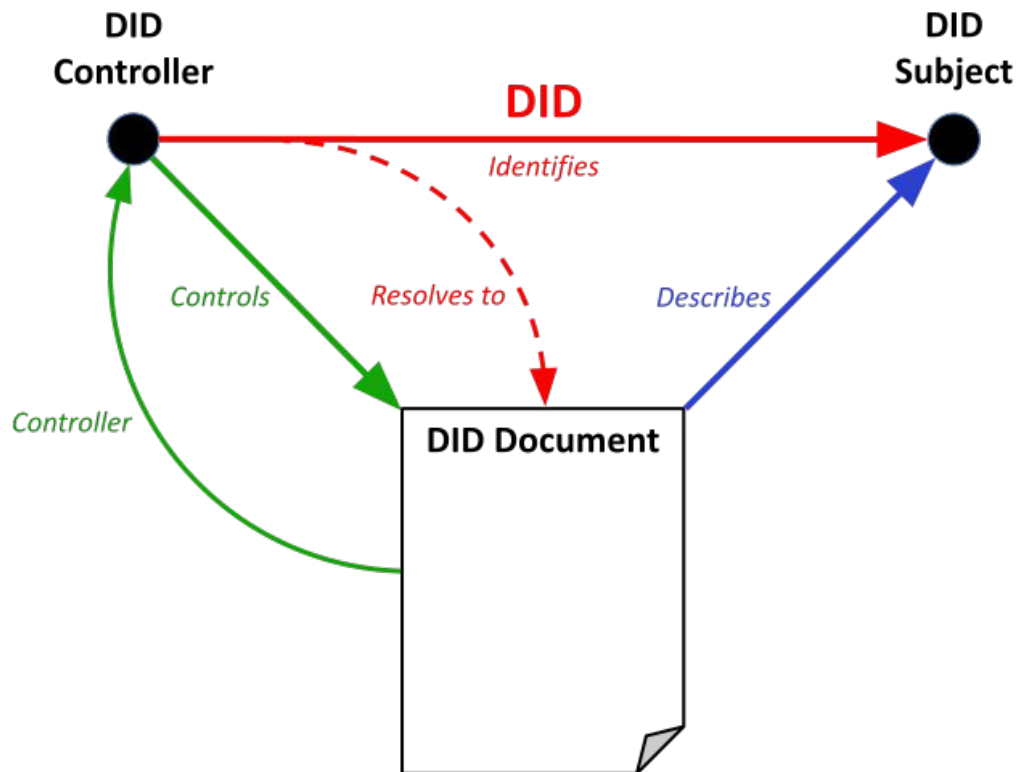 DID
Controller
DID
Subject
DID
Identifies
Controls
Resolves to
Describes
Controller
DID Document